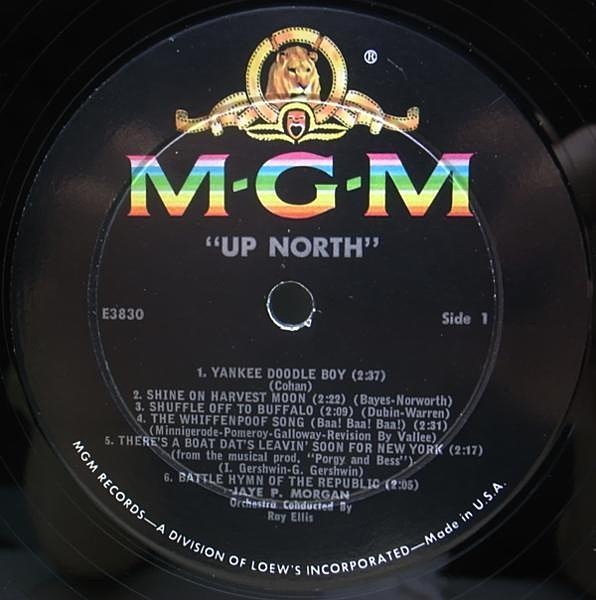 ®
M-G-M
"UP NORTH"
E3830
Side 1
1. YANKEE DOODLE BOY (2:37)
(Cohan)
2. SHINE ON HARVEST MOON (2:22) (Bayes-Norworth)
3. SHUFFLE OFF TO BUFFALO (2:09) (Dubin-Warren)
4. THE WHIFFENPOOF SONG (Baa! Baa! Baa!) (2:31)
(Minnigerode-Pomeroy-Galloway-Revision By Vallee)
5. THERE'S A BOAT DAT'S LEAVIN' SOON FOR NEW YORK (2:17)
(from the musical prod. "Porgy and Bess")
(I. Gershwin-G. Gershwin)
6. BATTLE HYMN OF THE REPUBLIC (2:05)
JAYE P. MORGAN
Orchestra Conducted By
Ray Ellis
MGM RECORDS—A DIVISION OF LOEW'S INCORPORATED—Made in U.S.A.